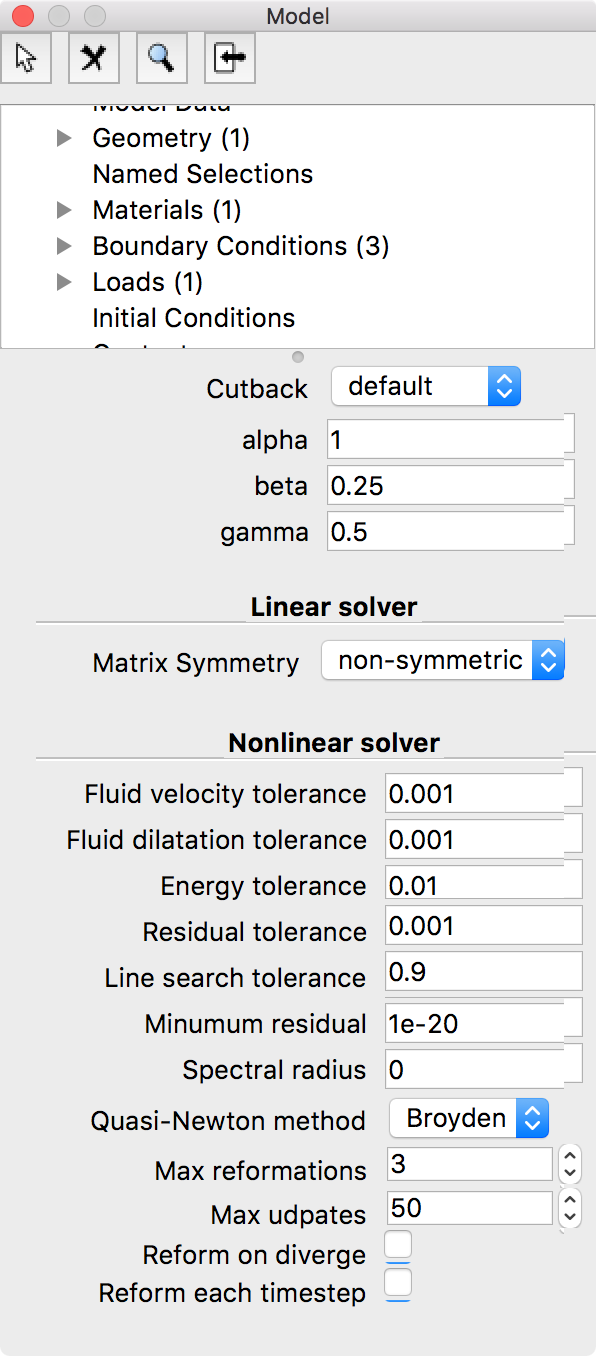 Model
Model Data
Geometry (1)
Named Selections
Materials (1)
Boundary Conditions (3)
Loads (1)
Initial Conditions
Cutback default
alpha 1
beta 0.25
gamma 0.5
Linear solver
Matrix Symmetry non-symmetric
Nonlinear solver
Fluid velocity tolerance 0.001
Fluid dilatation tolerance 0.001
Energy tolerance 0.01
Residual tolerance 0.001
Line search tolerance 0.9
Minumum residual 1e-20
Spectral radius 0
Quasi-Newton method Broyden
Max reformations 3
Max udpates 50
Reform on diverge
Reform each timestep